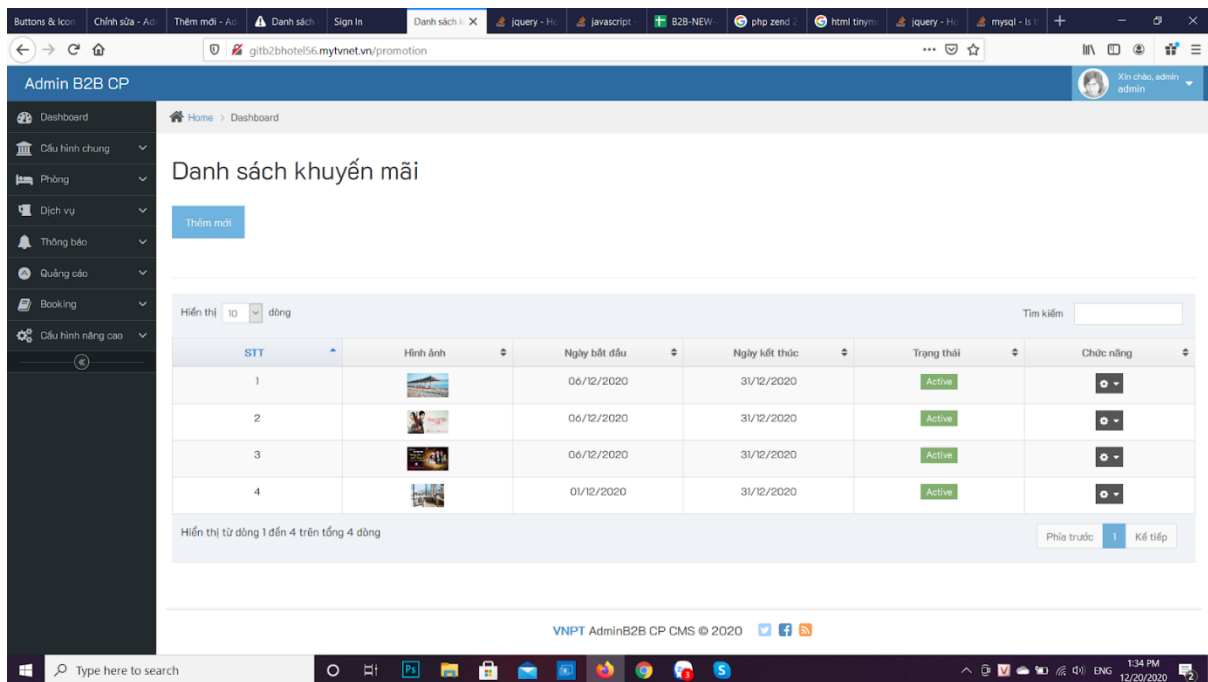 Buttons & Icon Chỉnh sửa - Ad Thêm mới - Ad Danh sách Sign In Danh sách k jquery - Ho javascript - B2B-NEW- php zend 2 html tinym jquery - Ho mysql - Is t
gitb2bhotel56.mytvnet.vn/promotion
Admin B2B CP
Xin chào, admin
admin
Dashboard
Home > Dashboard
Cấu hình chung
Phòng
Dịch vụ
Thông báo
Quảng cáo
Booking
Cấu hình nâng cao
Danh sách khuyến mãi
Thêm mới
Hiển thị 10 dòng
Tìm kiếm
STT Hình ảnh Ngày bắt đầu Ngày kết thúc Trạng thái Chức năng
1 06/12/2020 31/12/2020 Active
2 06/12/2020 31/12/2020 Active
3 06/12/2020 31/12/2020 Active
4 01/12/2020 31/12/2020 Active
Hiển thị từ dòng 1 đến 4 trên tổng 4 dòng
Phía trước 1 Kế tiếp
VNPT AdminB2B CP CMS © 2020
Type here to search
Ps
ENG
1:34 PM
12/20/2020